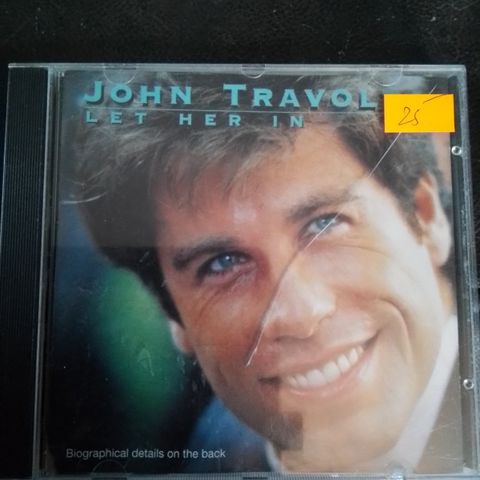 JOHN TRAVOL
LET HER IN
25
Biographical details on the back